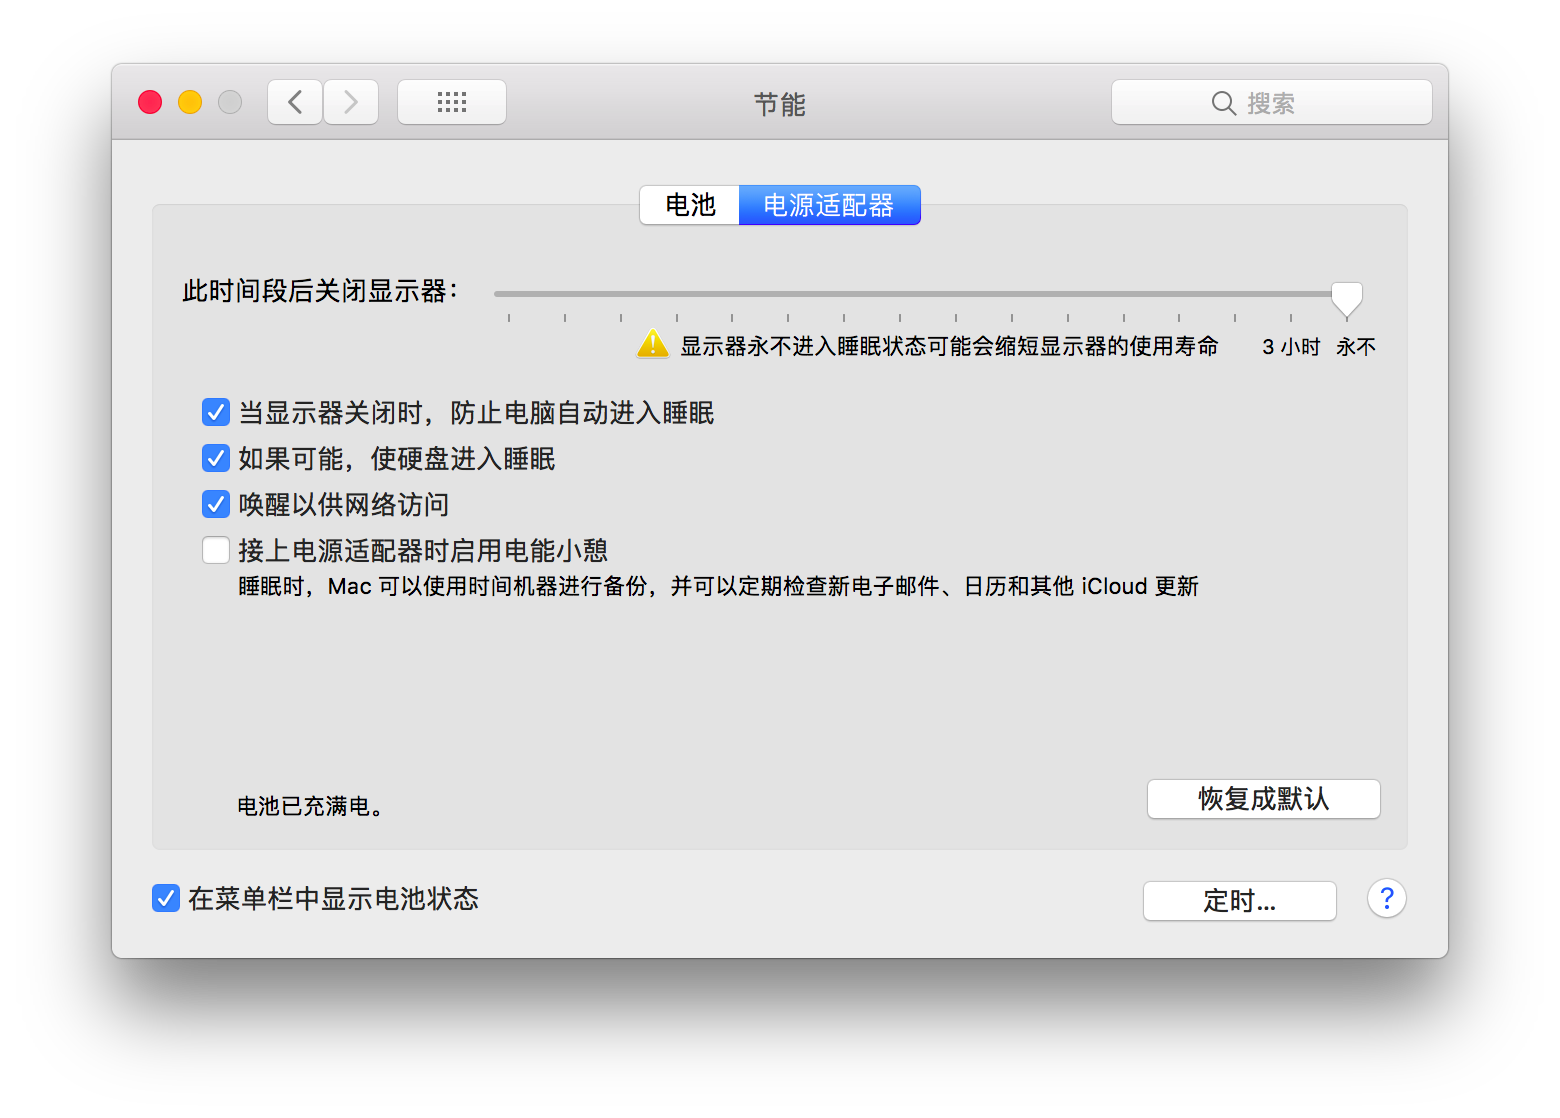 节能
搜索
电池 电源适配器
此时间段后关闭显示器：
显示器永不进入睡眠状态可能会缩短显示器的使用寿命 3 小时 永不
当显示器关闭时，防止电脑自动进入睡眠
如果可能，使硬盘进入睡眠
唤醒以供网络访问
接上电源适配器时启用电能小憩
睡眠时，Mac 可以使用时间机器进行备份，并可以定期检查新电子邮件、日历和其他 iCloud 更新
电池已充满电。
恢复成默认
在菜单栏中显示电池状态
定时... ?